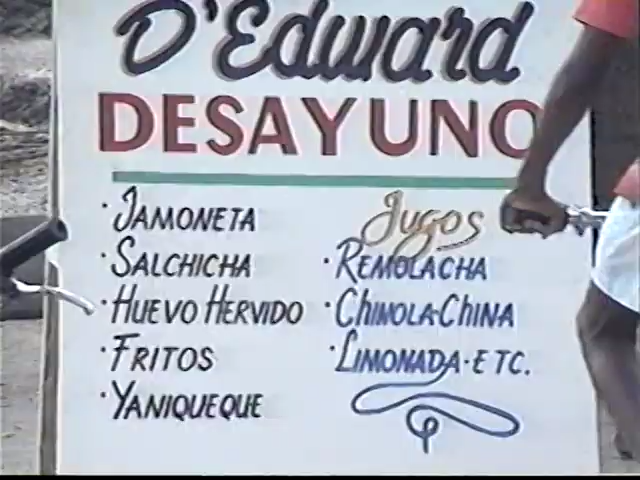 D'Edward
DESAYUNO
· JAMONETA
· SALCHICHA
· HUEVO HERVIDO
· FRITOS
· YANIQUEQUE
Jugos
· REMOLACHA
· CHINOLA-CHINA
· LIMONADA-ETC.